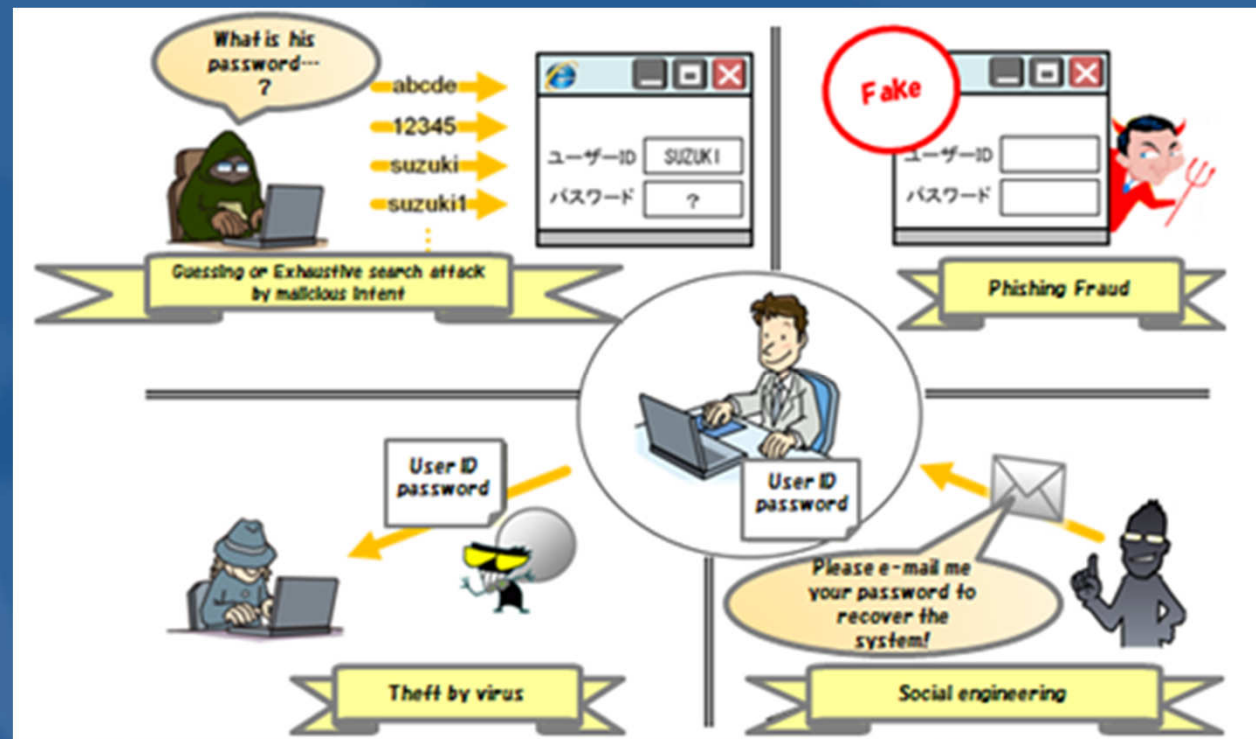 What is his
password…
?
abcde
12345
suzuki
suzuki1
ユーザーID
SUZUKI
パスワード
?
Guessing or Exhaustive search attack
by malicious intent
Fake
ユーザーID
パスワード
Phishing Fraud
User ID
password
User ID
password
Theft by virus
Please e-mail me
your password to
recover the
system!
Social engineering